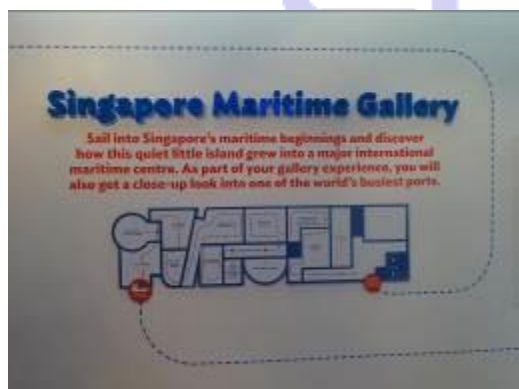 Singapore Maritime Gallery
Sail into Singapore's maritime beginnings and discover
how this quiet little island grew into a major international
maritime centre. As part of your gallery experience, you will
also get a close-up look into one of the world's busiest ports.